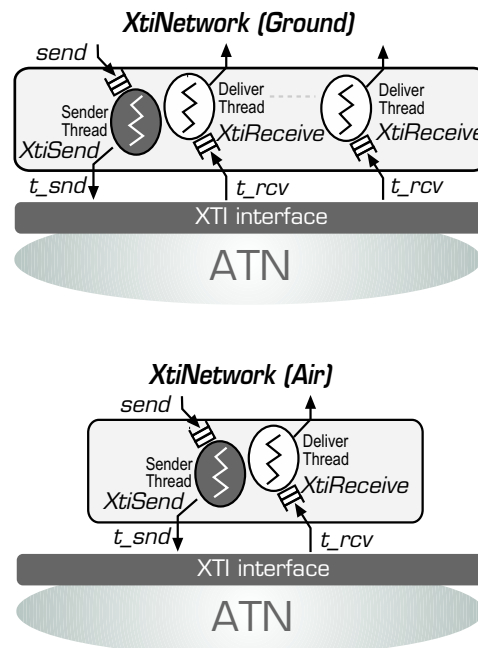 XtiNetwork (Ground)
send
Sender
Thread
XtiSend
Deliver
Thread
XtiReceive
Deliver
Thread
XtiReceive
t_snd
t_rcv
t_rcv
XTI interface
ATN
XtiNetwork (Air)
send
Sender
Thread
XtiSend
Deliver
Thread
XtiReceive
t_snd
t_rcv
XTI interface
ATN